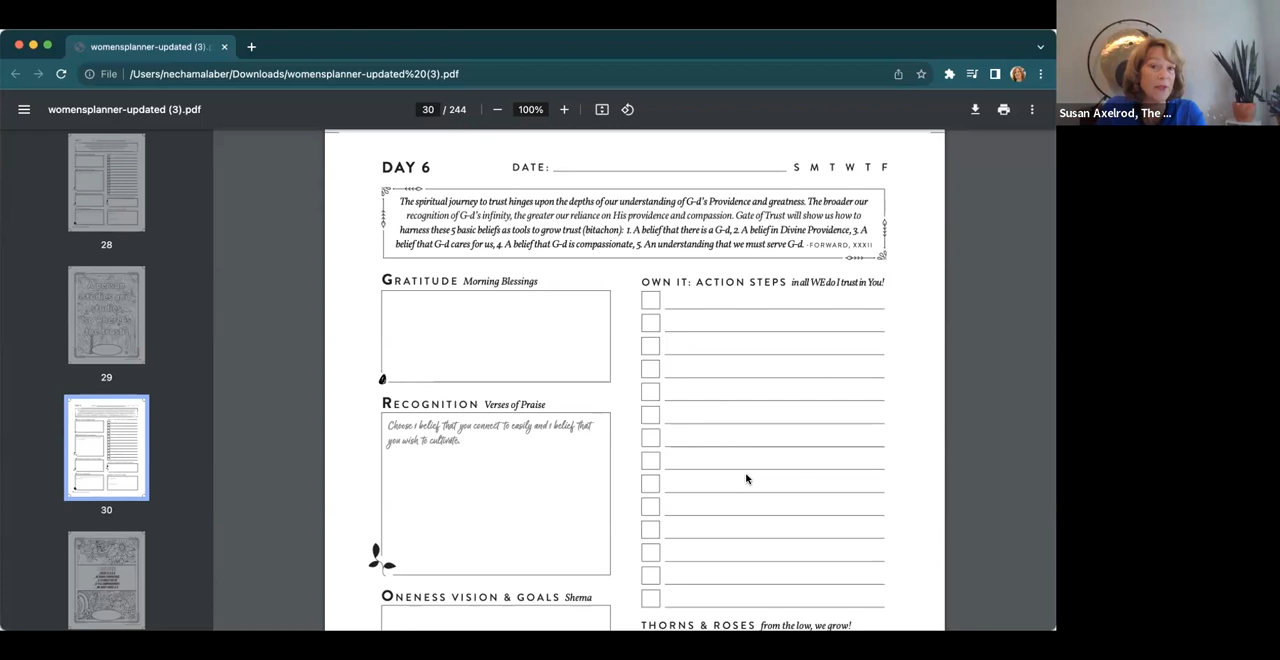 womensplanner-updated (3).
File
/Users/nechamalaber/Downloads/womensplanner-updated%20(3).pdf
womensplanner-updated (3).pdf
30 / 244
100%
Susan Axelrod, The ...
28
29
30
DAY 6
DATE:
S M T W T F
The spiritual journey to trust hinges upon the depths of our understanding of G-d's Providence and greatness. The broader our
recognition of G-d's infinity, the greater our reliance on His providence and compassion. Gate of Trust will show us how to
harness these 5 basic beliefs as tools to grow trust (bitachon): 1. A belief that there is a G-d, 2. A belief in Divine Providence, 3. A
belief that G-d cares for us, 4. A belief that G-d is compassionate, 5. An understanding that we must serve G-d. -FORWARD, XXXII
GRATITUDE Morning Blessings
RECOGNITION Verses of Praise
Choose 1 belief that you connect to easily and 1 belief that
you wish to cultivate.
ONENESS VISION & GOALS Shema
OWN IT: ACTION STEPS in all WE do I trust in You!
THORNS & ROSES from the low, we grow!